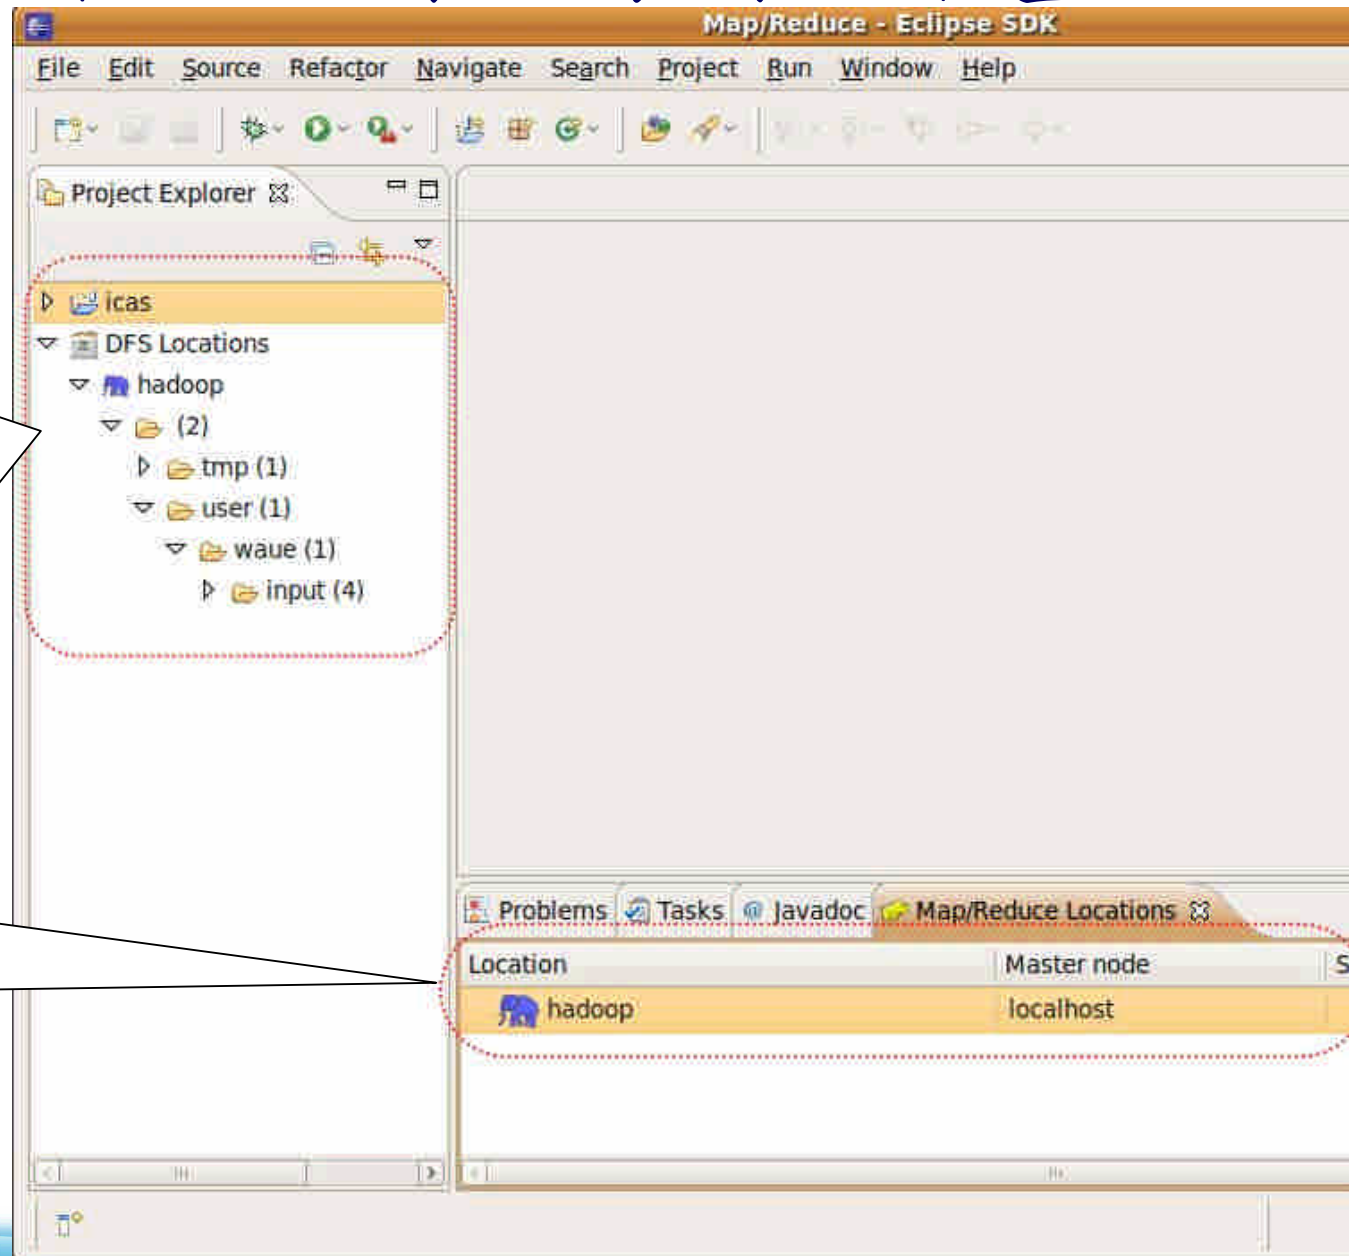 Map/Reduce - Eclipse SDK
File Edit Source Refactor Navigate Search Project Run Window Help
Project Explorer
icas
DFS Locations
hadoop
(2)
tmp (1)
user (1)
waue (1)
input (4)
Problems @ Tasks Javadoc Map/Reduce Locations
Location Master node S
hadoop localhost